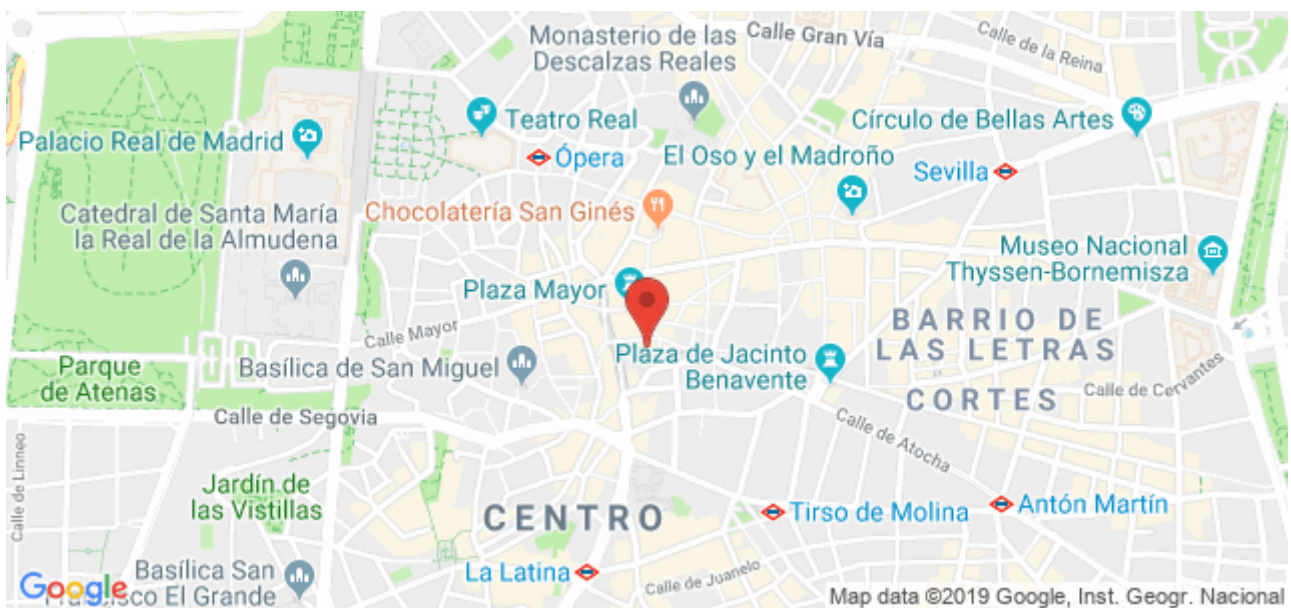 Monasterio de las
Descalzas Reales
Calle Gran Vía
Calle de la Reina
Teatro Real
Círculo de Bellas Artes
Palacio Real de Madrid
Ópera
El Oso y el Madroño
Sevilla
Catedral de Santa María
la Real de la Almudena
Chocolatería San Ginés
Museo Nacional
Thyssen-Bornemisza
Plaza Mayor
Calle Mayor
BARRIO DE
LAS LETRAS
Parque
de Atenas
Basílica de San Miguel
Plaza de Jacinto
Benavente
CORTES
Calle de Cervantes
Calle de Segovia
Calle de Atocha
Calle de Linneo
Jardín de
las Vistillas
CENTRO
Tirso de Molina
Antón Martín
La Latina
Calle de Juanelo
Basílica San
Francisco El Grande
Google
Map data ©2019 Google, Inst. Geogr. Nacional